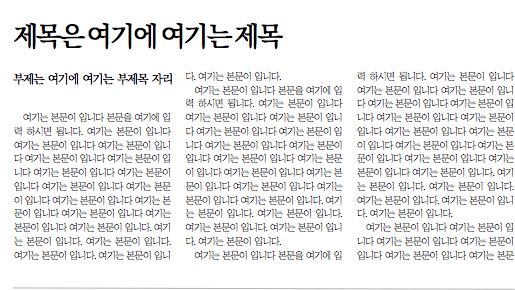 제목은 여기에 여기는 제목
부제는 여기에 여기는 부제목 자리
여기는 본문이 입니다 본문을 여기에 입
력 하시면 됩니다. 여기는 본문이 입니다
여기는 본문이 입니다 여기는 본문이 입니
다 여기는 본문이 입니다 여기는 본문이 입
니다 여기는 본문이 입니다 여기는 본문이
입니다 여기는 본문이 입니다 여기는 본문
이 입니다 여기는 본문이 입니다 여기는 본
문이 입니다 여기는 본문이 입니다 여기는
본문이 입니다 여기는 본문이 입니다. 여기
는 본문이 입니다. 여기는 본문이 입니다.
여기는 본문이 입니다. 여기는 본문이 입니
다. 여기는 본문이 입니다.
여기는 본문이 입니다 본문을 여기에 입
력 하시면 됩니다. 여기는 본문이 입니다
여기는 본문이 입니다 여기는 본문이 입니
다 여기는 본문이 입니다 여기는 본문이 입
니다 여기는 본문이 입니다 여기는 본문이
입니다 여기는 본문이 입니다 여기는 본문
이 입니다 여기는 본문이 입니다 여기는 본
문이 입니다 여기는 본문이 입니다 여기는
본문이 입니다 여기는 본문이 입니다. 여기
는 본문이 입니다. 여기는 본문이 입니다.
여기는 본문이 입니다. 여기는 본문이 입니
다. 여기는 본문이 입니다.
여기는 본문이 입니다 본문을 여기에 입
력 하시면 됩니다. 여기는 본문이 입니다
여기는 본문이 입니다 여기는 본문이 입니
다 여기는 본문이 입니다 여기는 본문이 입
니다 여기는 본문이 입니다 여기는 본문이
입니다 여기는 본문이 입니다 여기는 본문
이 입니다 여기는 본문이 입니다 여기는 본
문이 입니다 여기는 본문이 입니다 여기는
본문이 입니다 여기는 본문이 입니다. 여기
는 본문이 입니다. 여기는 본문이 입니다.
여기는 본문이 입니다. 여기는 본문이 입니
다. 여기는 본문이 입니다.
여기는 본문이 입니다 여기는 본문이 입
니다 여기는 본문이 입니다 여기는 본문이
입니다 여기는 본문이 입니다 여기는 본문